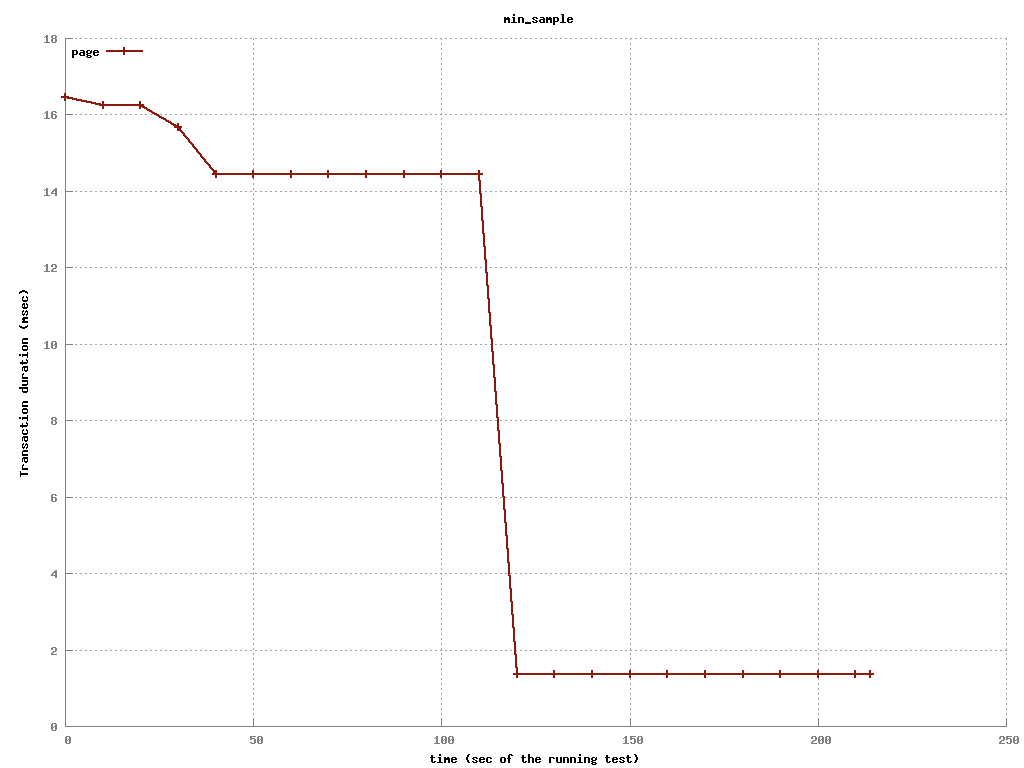 min_sample
18
page
16
14
12
10
8
6
4
2
0
Transaction duration (msec)
0 50 100 150 200 250
time (sec of the running test)